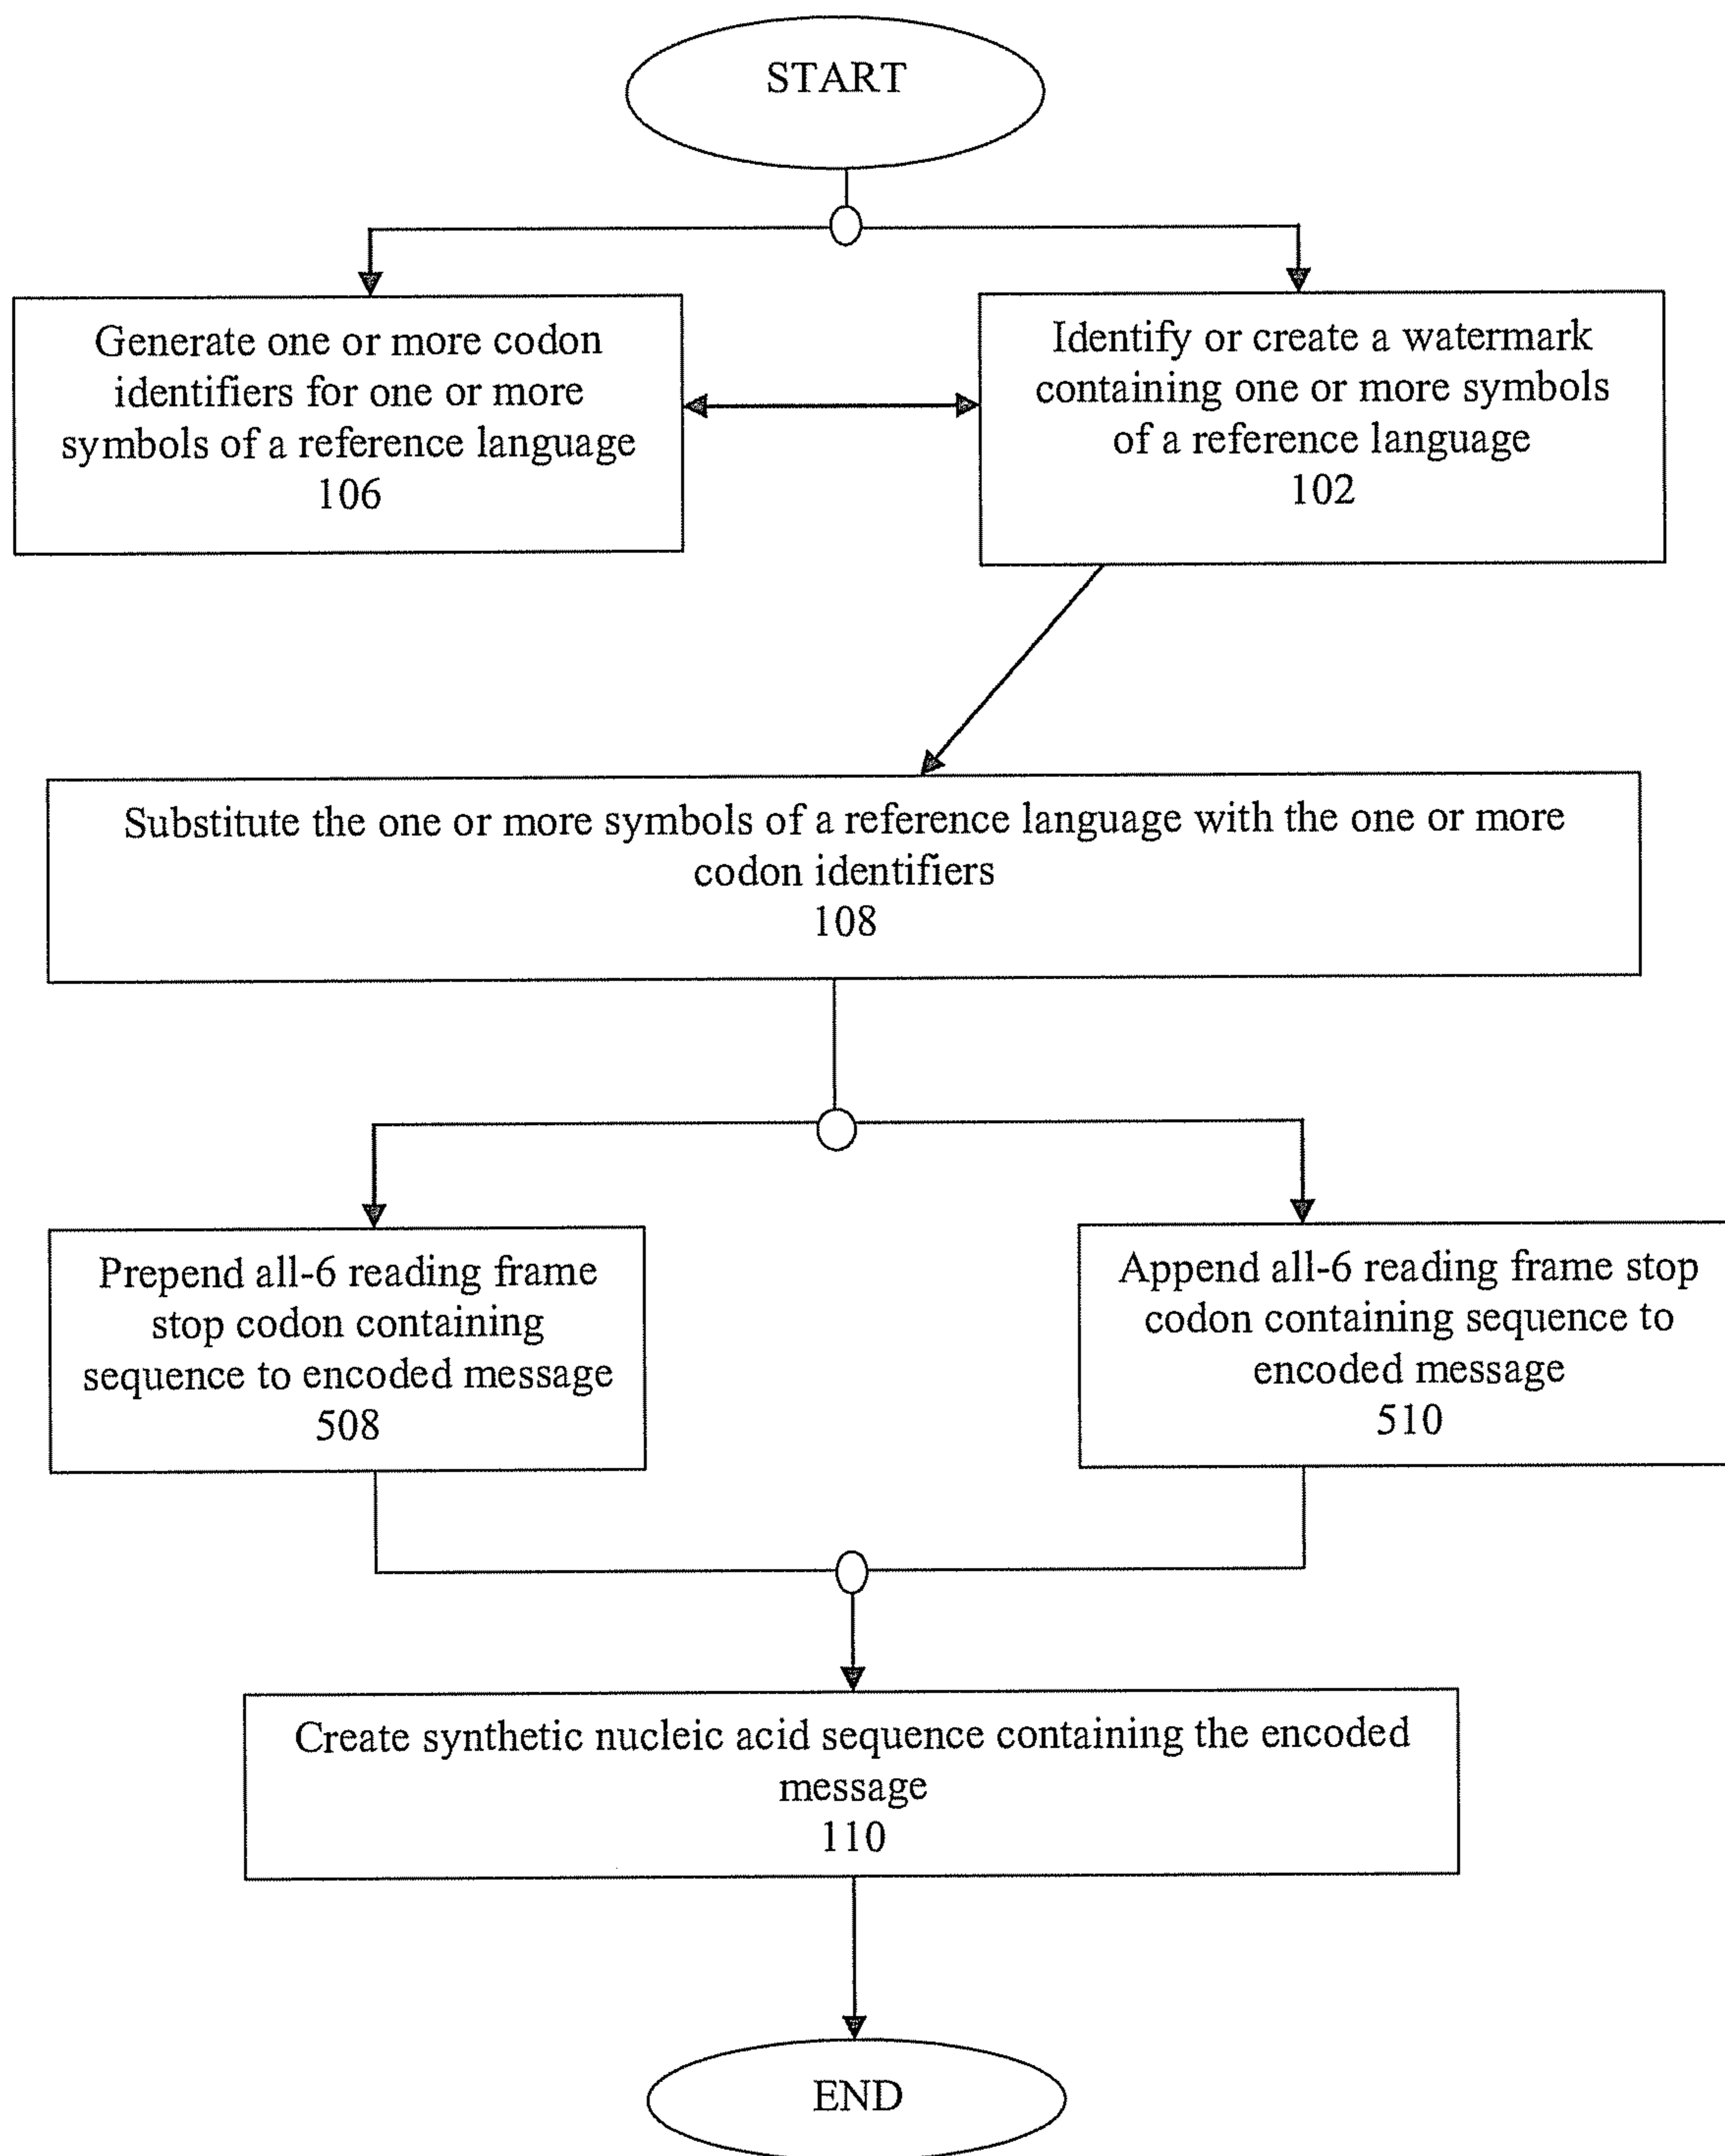 START
Generate one or more codon
identifiers for one or more
symbols of a reference language
106
Identify or create a watermark
containing one or more symbols
of a reference language
102
Substitute the one or more symbols of a reference language with the one or more
codon identifiers
108
Prepend all-6 reading frame
stop codon containing
sequence to encoded message
508
Append all-6 reading frame stop
codon containing sequence to
encoded message
510
Create synthetic nucleic acid sequence containing the encoded
message
110
END